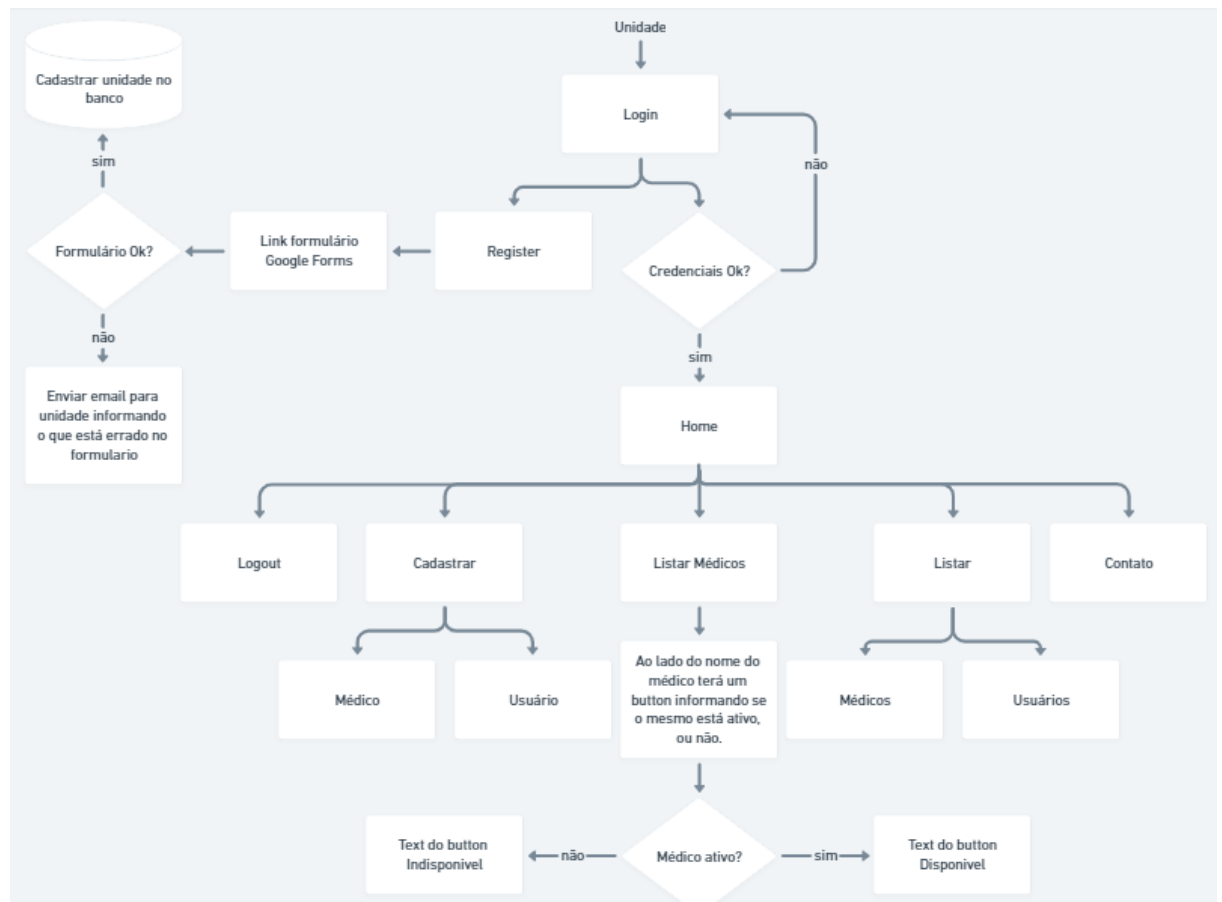 Unidade
Cadastrar unidade no
banco
Login
não
sim
Formulário Ok?
Link formulário
Google Forms
Register
Credenciais Ok?
não
sim
Enviar email para
unidade informando
o que está errado no
formulario
Home
Logout
Cadastrar
Listar Médicos
Listar
Contato
Médico
Usuário
Ao lado do nome do
médico terá um
button informando se
o mesmo está ativo,
ou não.
Médicos
Usuários
Text do button
Indisponivel
não
Médico ativo?
sim
Text do button
Disponivel